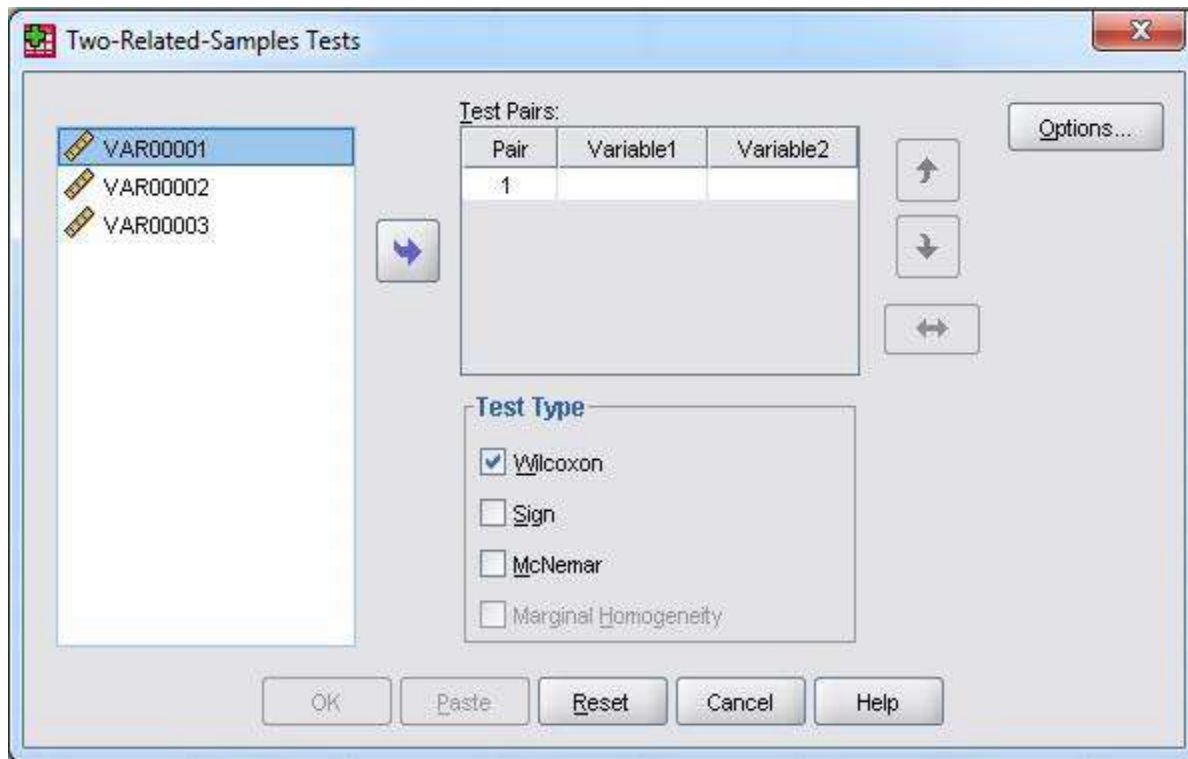 Two-Related-Samples Tests
VAR00001
VAR00002
VAR00003
Test Pairs:
Pair Variable1 Variable2
1
Options...
Test Type
Wilcoxon
Sign
McNemar
Marginal Homogeneity
OK Paste Reset Cancel Help